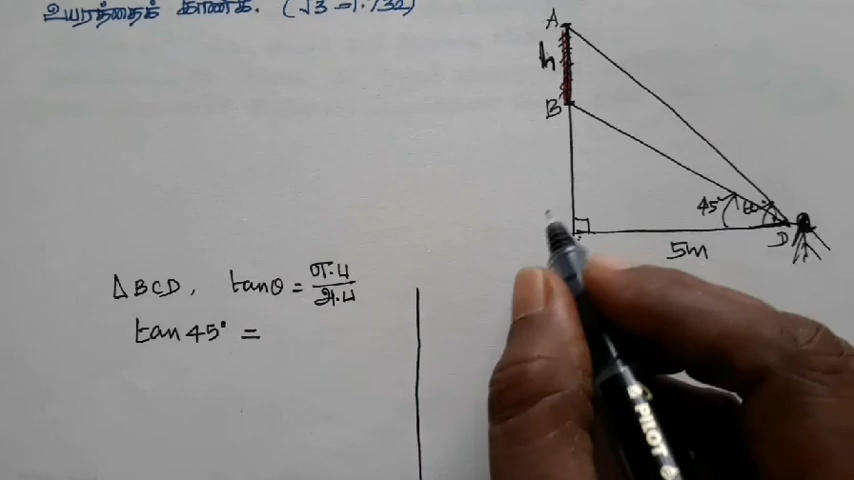 உயரத்தைக் காண்க. (√3 = 1.732)
A
h
B
45° 60°
D
5m
ΔBCD, tanθ = எ.ப / அ.ப
tan 45° =
PILOT